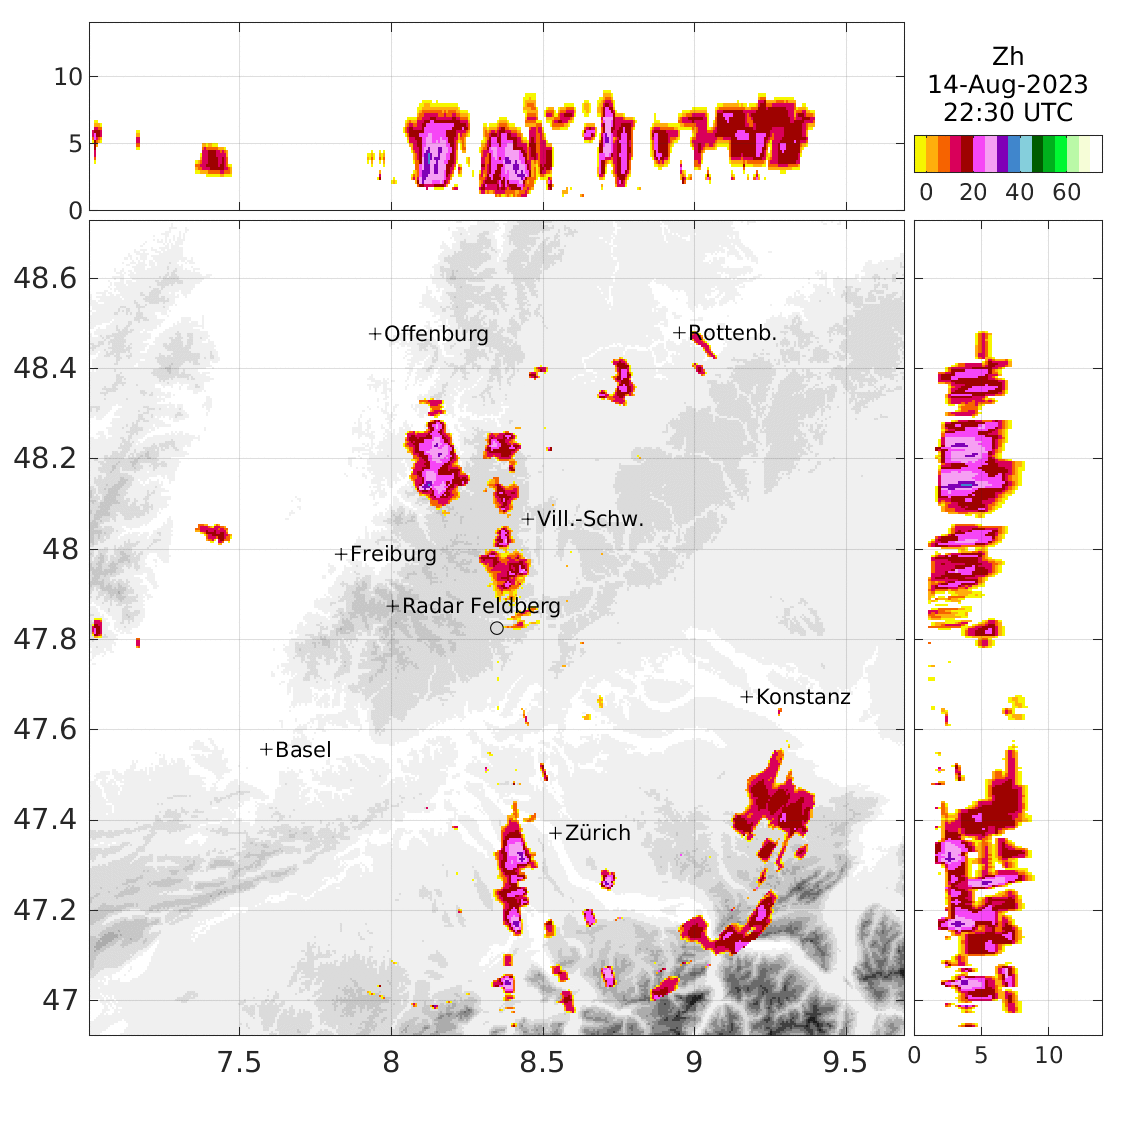 Zh
14-Aug-2023
22:30 UTC
0 20 40 60
10
5
0
48.6
48.4
48.2
48
47.8
47.6
47.4
47.2
47
Offenburg
Rottenb.
Vill.-Schw.
Freiburg
Radar Feldberg
Konstanz
Basel
Zürich
7.5 8 8.5 9 9.5
0 5 10